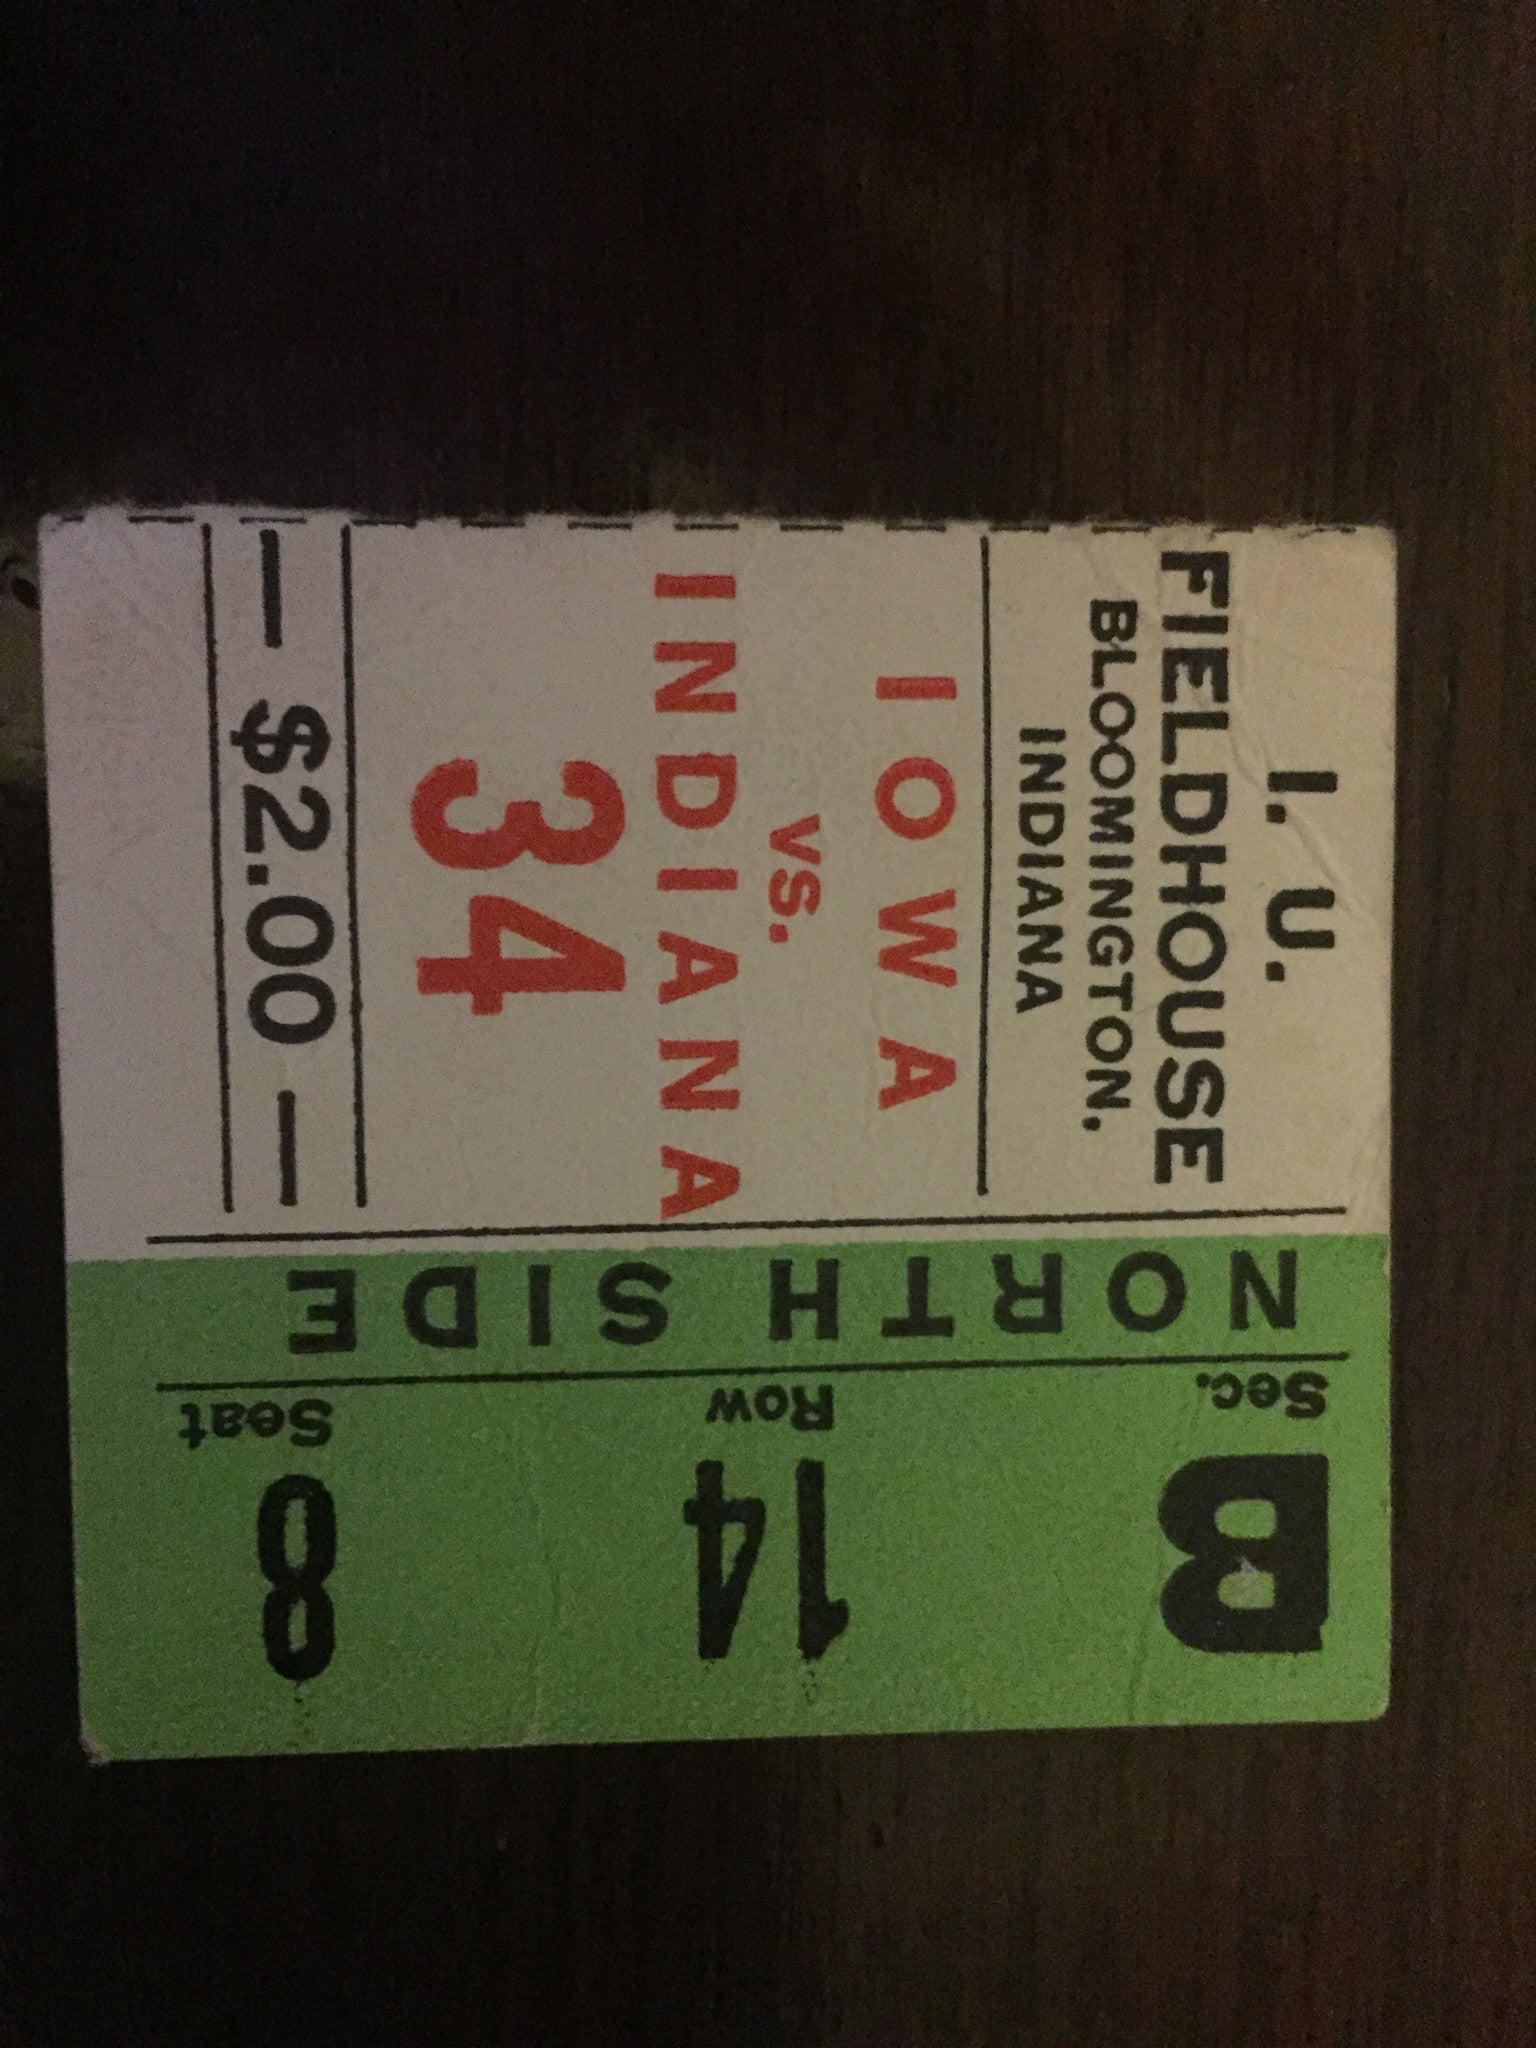 I. U.
FIELDHOUSE
BLOOMINGTON,
INDIANA
IOWA
vs.
INDIANA
34
— $2.00 —
NORTH SIDE
Sec. Row Seat
B 14 8